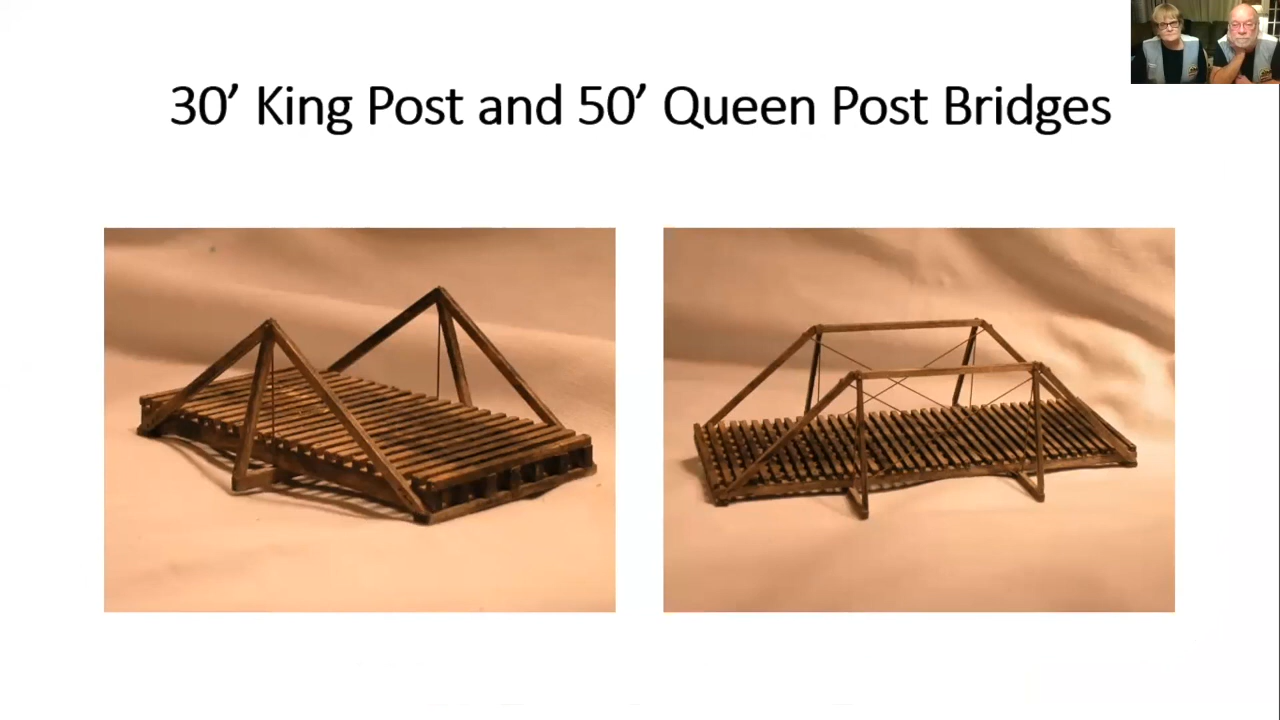 30’ King Post and 50’ Queen Post Bridges